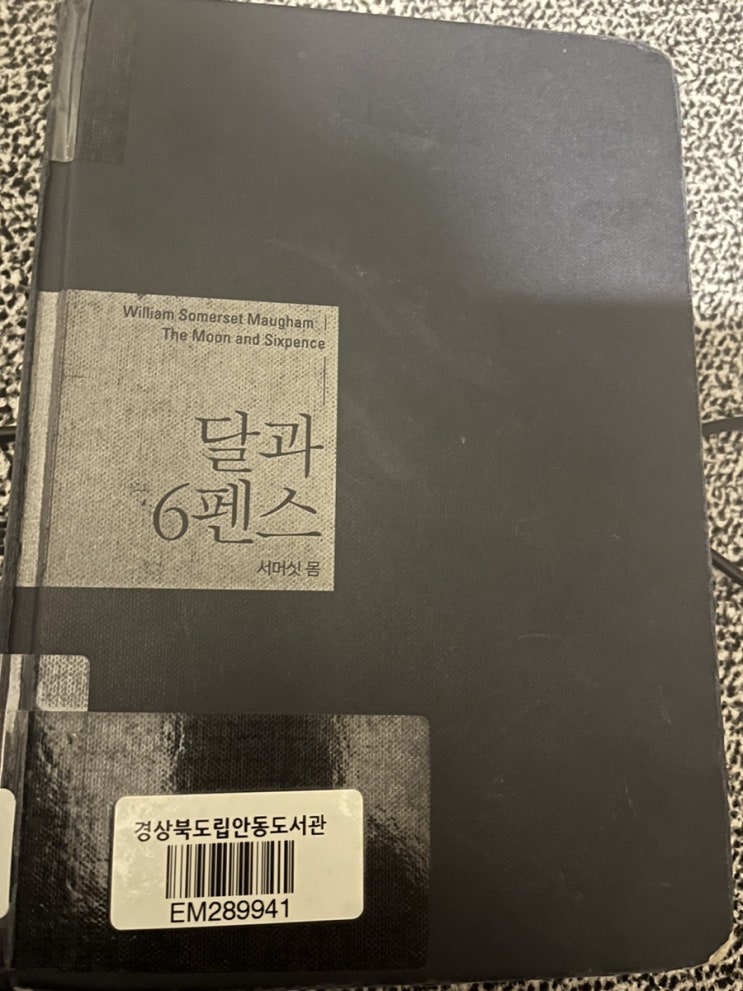 William Somerset Maugham |
The Moon and Sixpence
달과
6펜스
서머싯 몸
경상북도립안동도서관
EM289941